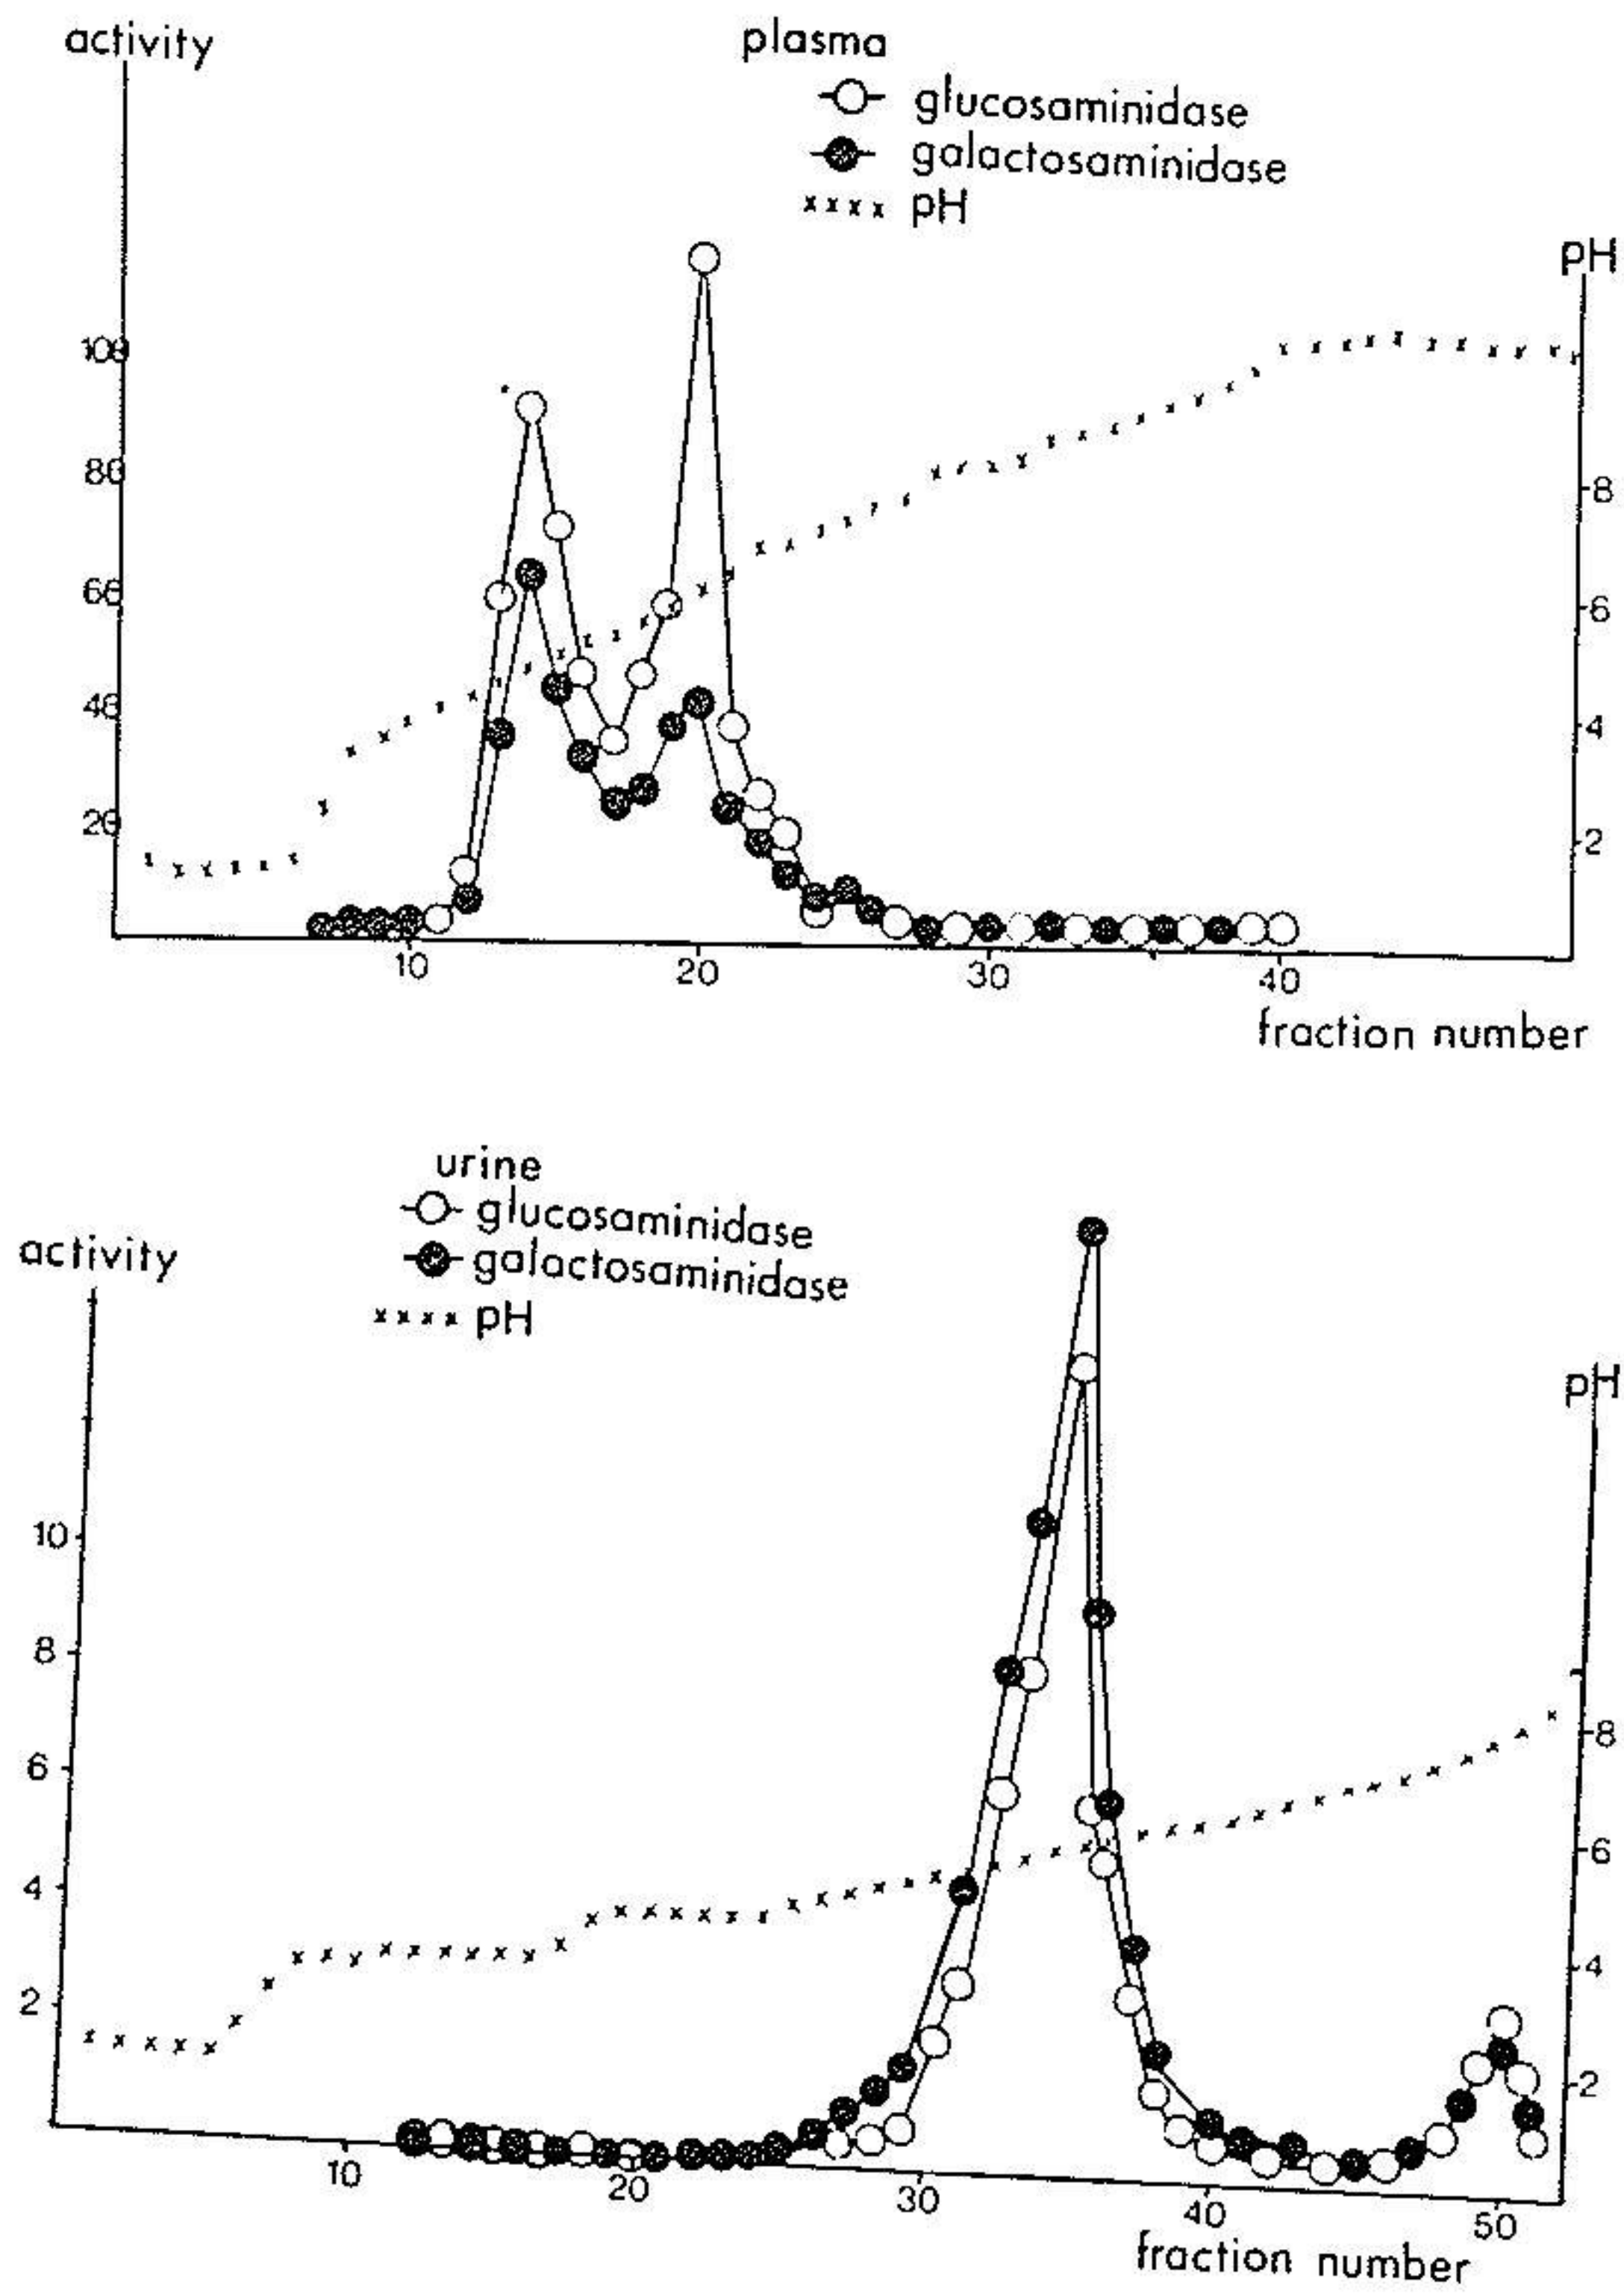 activity
plasma
glucosaminidase
galactosaminidase
xxxx pH
pH
100
80
60
40
20
8
6
4
2
10 20 30 40
fraction number
urine
glucosaminidase
galactosaminidase
xxxx pH
activity
pH
10
8
6
4
2
8
6
4
2
10 20 30 40 50
fraction number